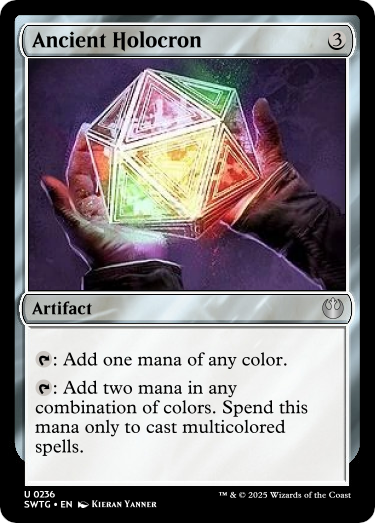 Ancient Holocron 3
Artifact
: Add one mana of any color.
: Add two mana in any
combination of colors. Spend this
mana only to cast multicolored
spells.
U 0236
SWTG • EN Kieran Yanner
™ & © 2025 Wizards of the Coast